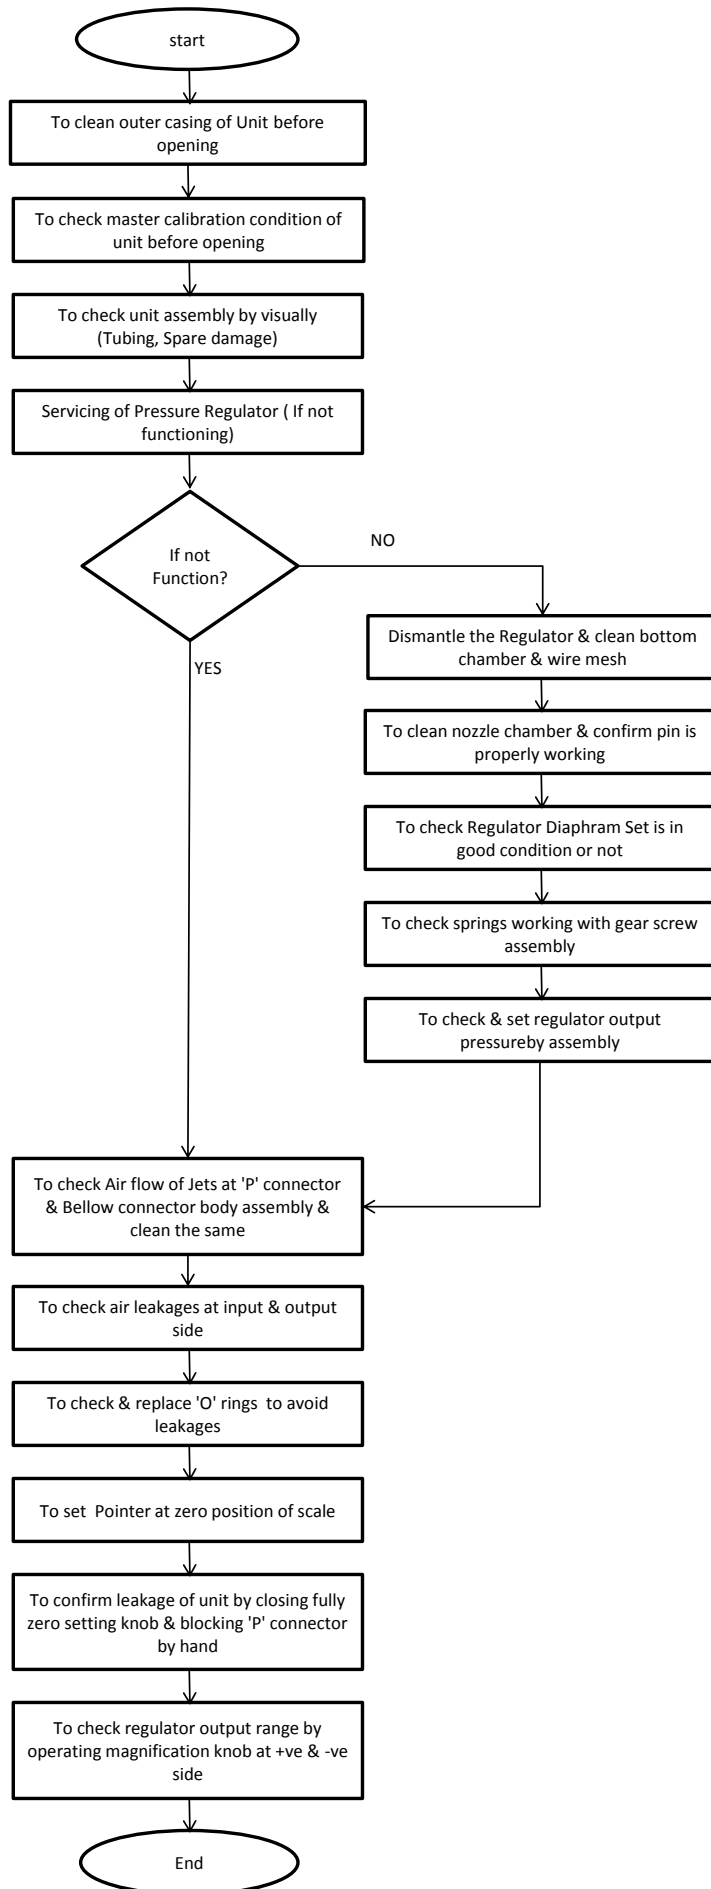 start
To clean outer casing of Unit before
opening
To check master calibration condition of
unit before opening
To check unit assembly by visually
(Tubing, Spare damage)
Servicing of Pressure Regulator ( If not
functioning)
If not
Function?
NO
YES
Dismantle the Regulator & clean bottom
chamber & wire mesh
To clean nozzle chamber & confirm pin is
properly working
To check Regulator Diaphram Set is in
good condition or not
To check springs working with gear screw
assembly
To check & set regulator output
pressureby assembly
To check Air flow of Jets at 'P' connector
& Bellow connector body assembly &
clean the same
To check air leakages at input & output
side
To check & replace 'O' rings  to avoid
leakages
To set  Pointer at zero position of scale
To confirm leakage of unit by closing fully
zero setting knob & blocking 'P' connector
by hand
To check regulator output range by
operating magnification knob at +ve & -ve
side
End